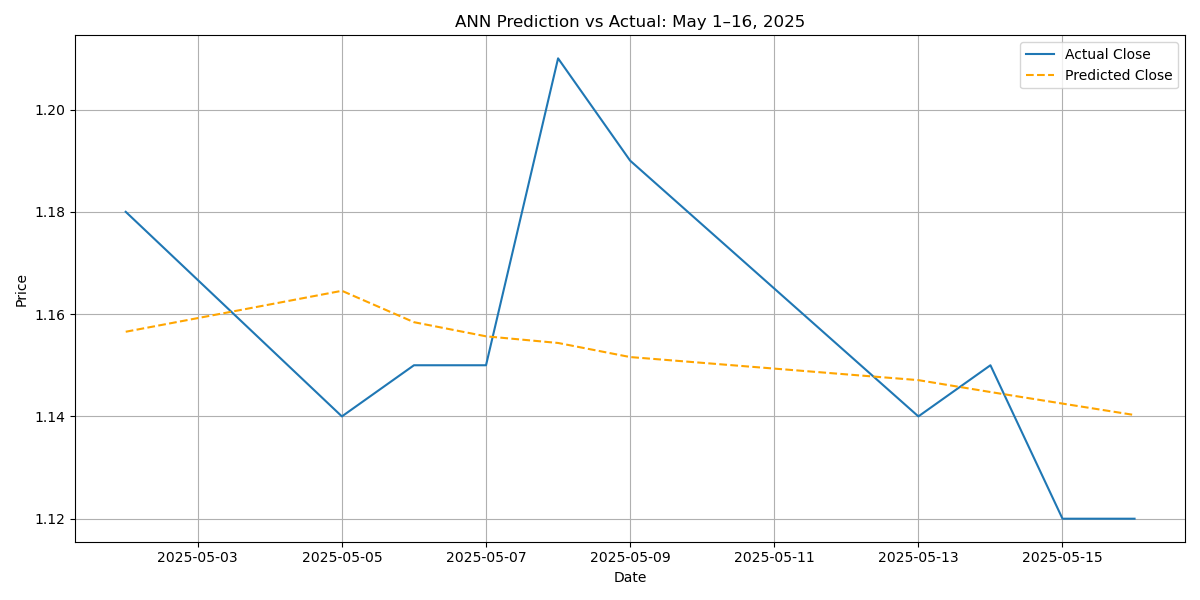 ANN Prediction vs Actual: May 1–16, 2025
Actual Close
Predicted Close
Price
1.20
1.18
1.16
1.14
1.12
2025-05-03 2025-05-05 2025-05-07 2025-05-09 2025-05-11 2025-05-13 2025-05-15
Date